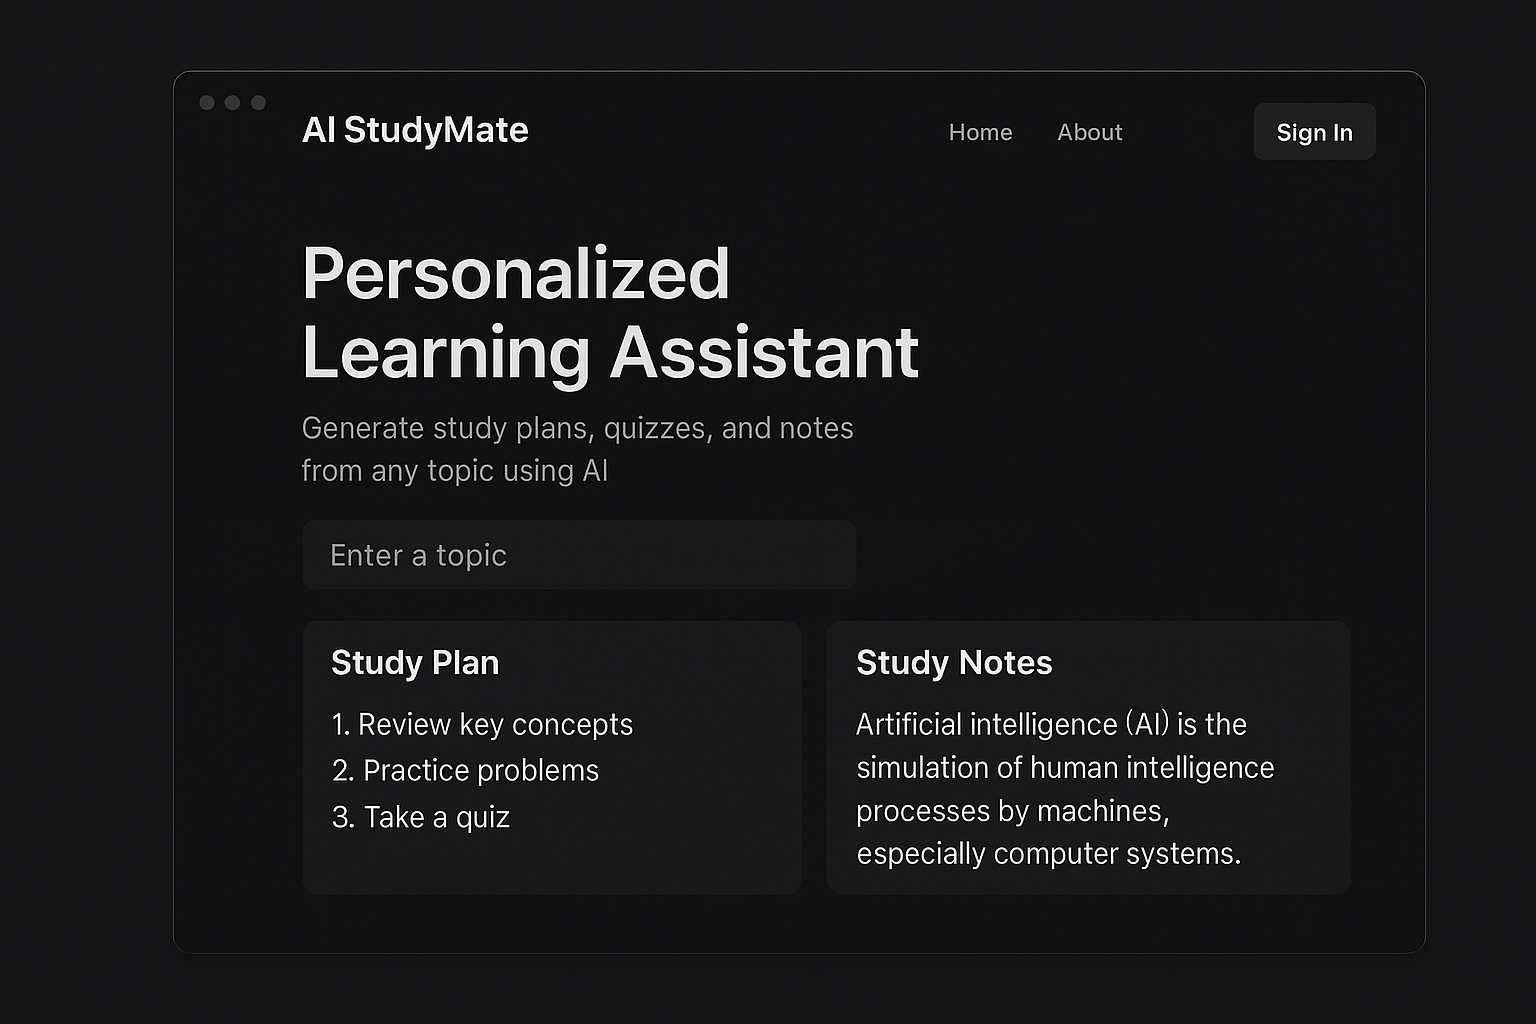 AI StudyMate
Home
About
Sign In
Personalized
Learning Assistant
Generate study plans, quizzes, and notes
from any topic using AI
Enter a topic
Study Plan
1. Review key concepts
2. Practice problems
3. Take a quiz
Study Notes
Artificial intelligence (AI) is the
simulation of human intelligence
processes by machines,
especially computer systems.